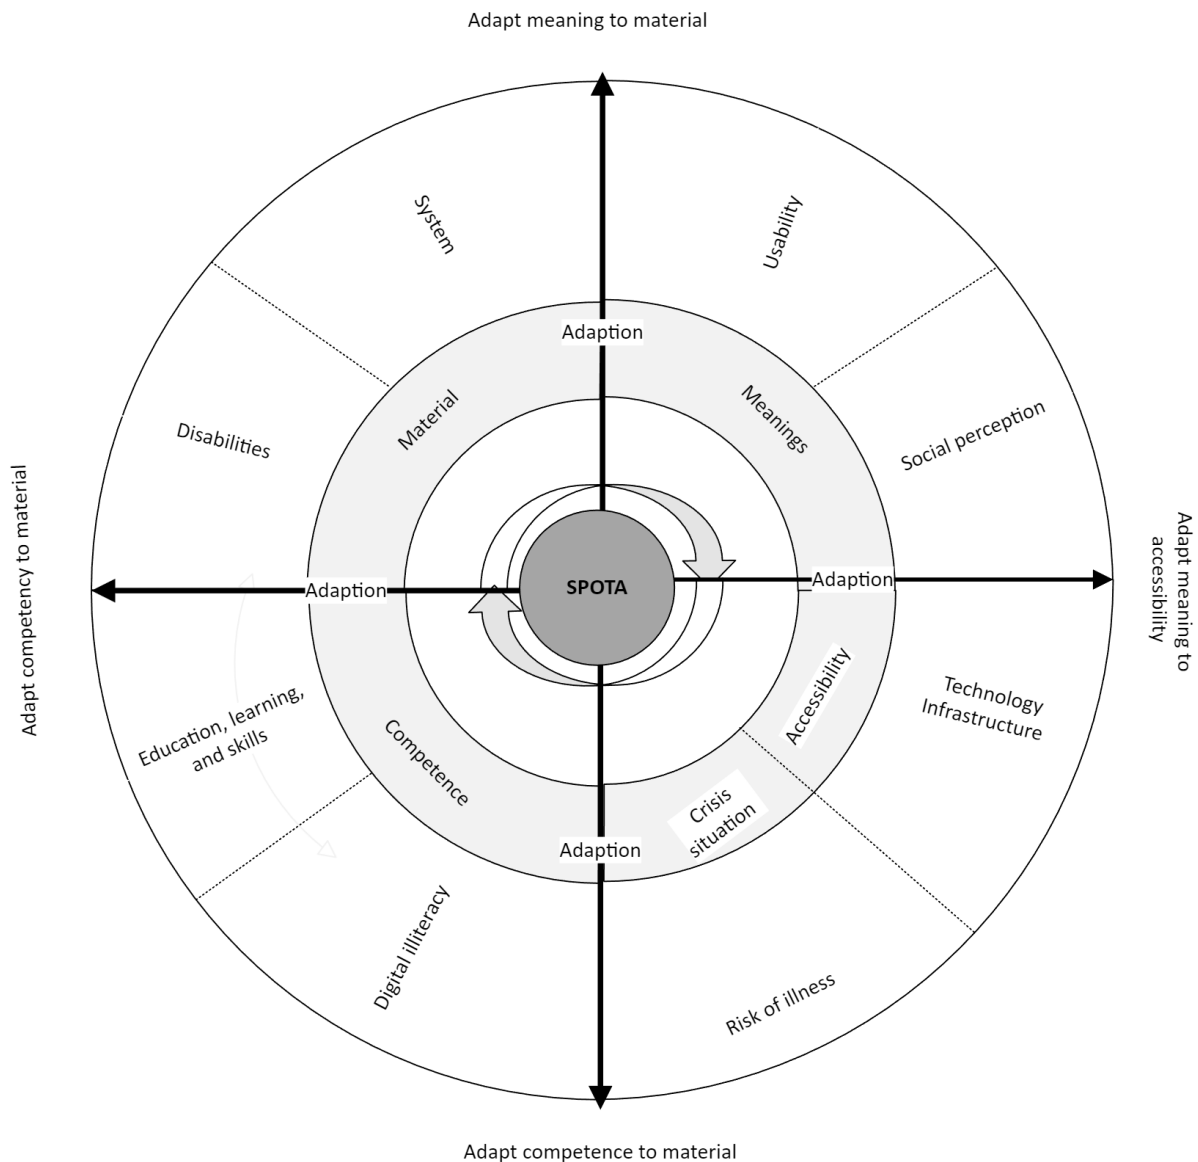 Adapt meaning to material
System
Usability
Adaption
Material
Meanings
Disabilities
Social perception
Adapt competency to material
Adaption
SPOTA
Adaption
Adapt meaning to
accessibility
Education, learning,
and skills
Competence
Accessibility
Technology
Infrastructure
Crisis
situation
Adaption
Digital illiteracy
Risk of illness
Adapt competence to material